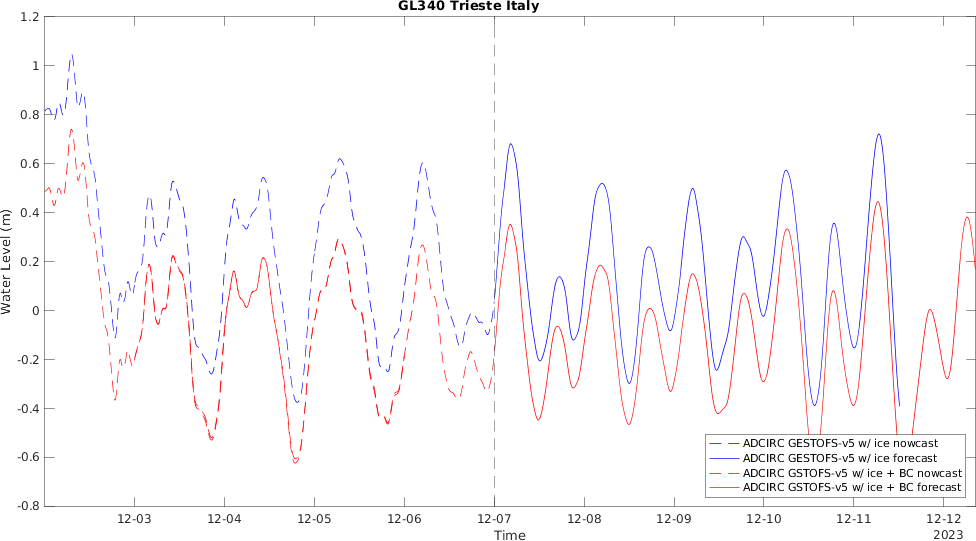 GL340 Trieste Italy
1.2
1
0.8
0.6
0.4
0.2
0
-0.2
-0.4
-0.6
-0.8
Water Level (m)
ADCIRC GESTOFS-v5 w/ ice nowcast
ADCIRC GESTOFS-v5 w/ ice forecast
ADCIRC GSTOFS-v5 w/ ice + BC nowcast
ADCIRC GSTOFS-v5 w/ ice + BC forecast
12-03 12-04 12-05 12-06 12-07 12-08 12-09 12-10 12-11 12-12
Time 2023